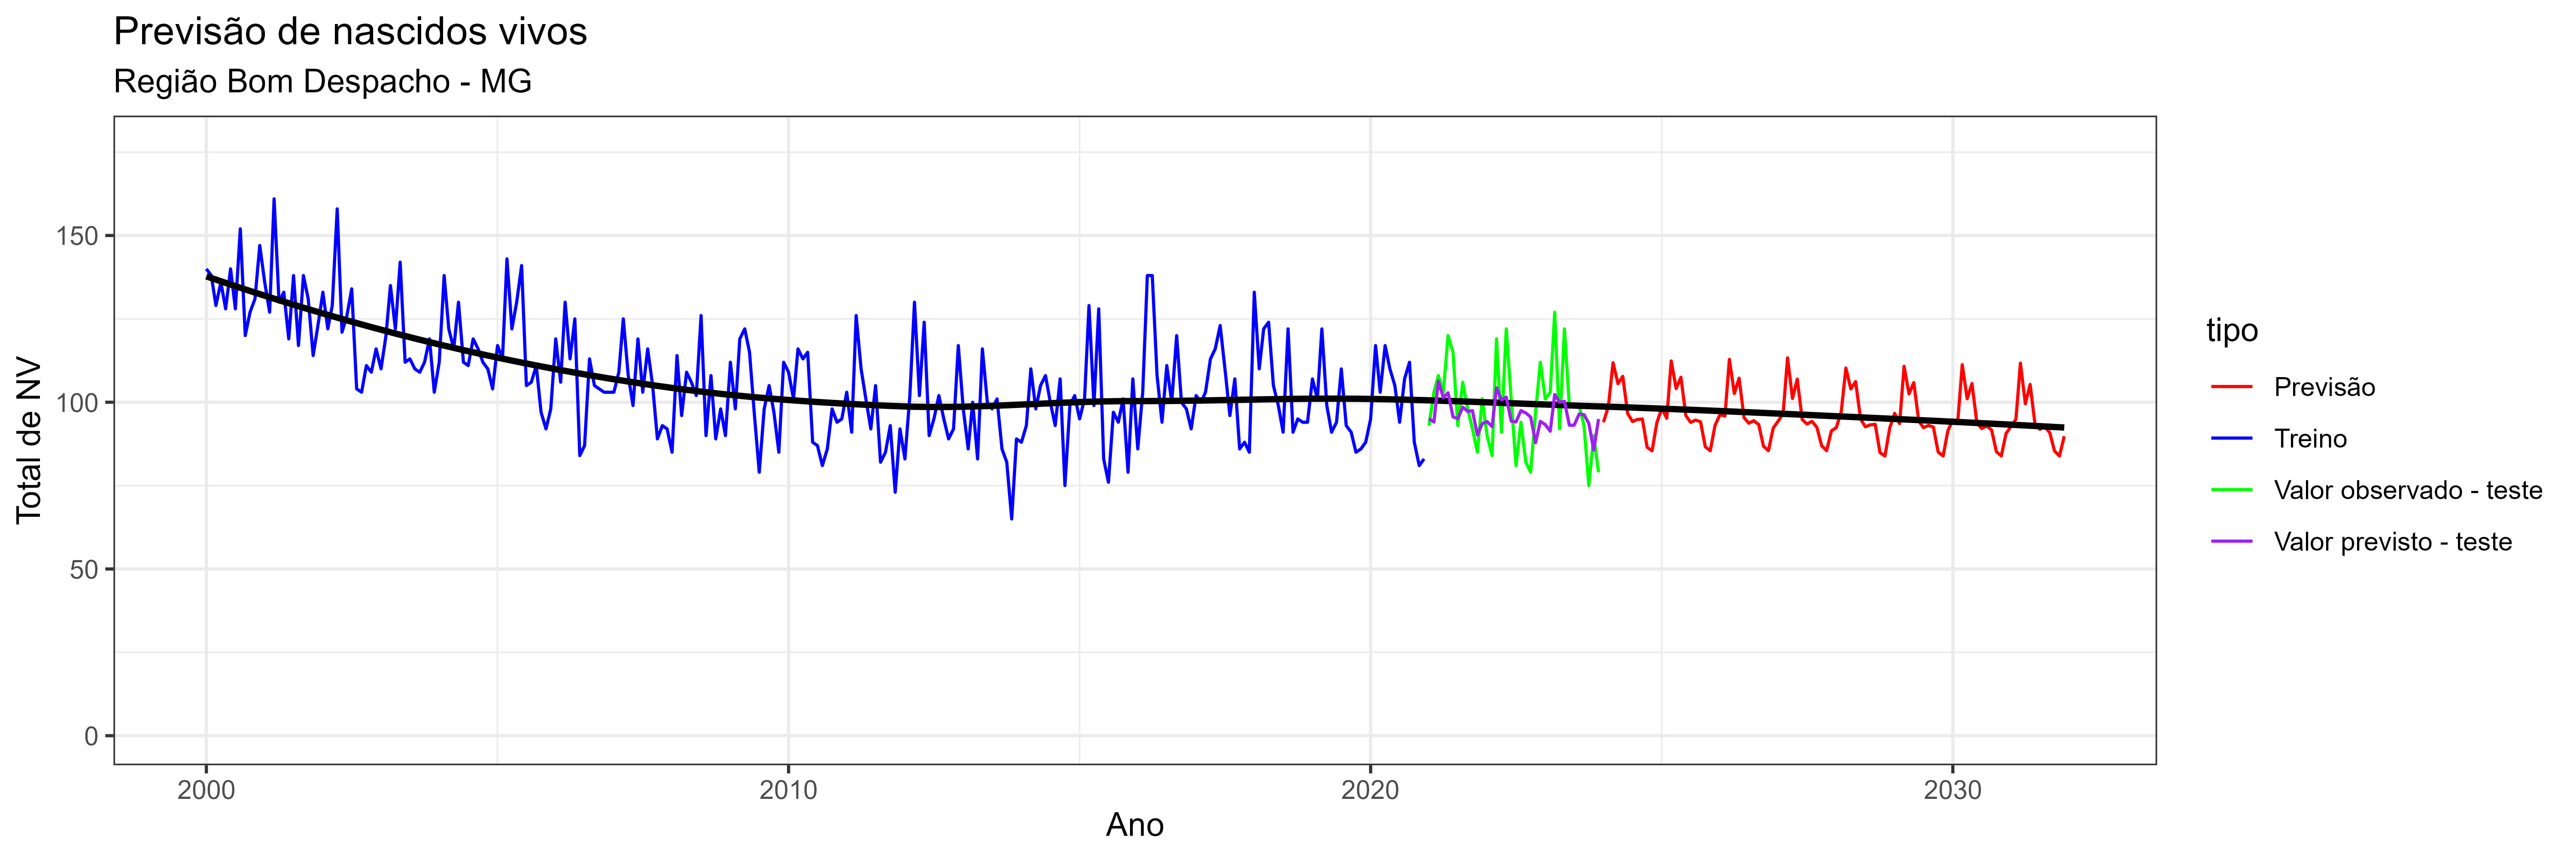 Previsão de nascidos vivos
Região Bom Despacho - MG
Total de NV
150
100
50
0
2000
2010
2020
2030
Ano
tipo
Previsão
Treino
Valor observado - teste
Valor previsto - teste